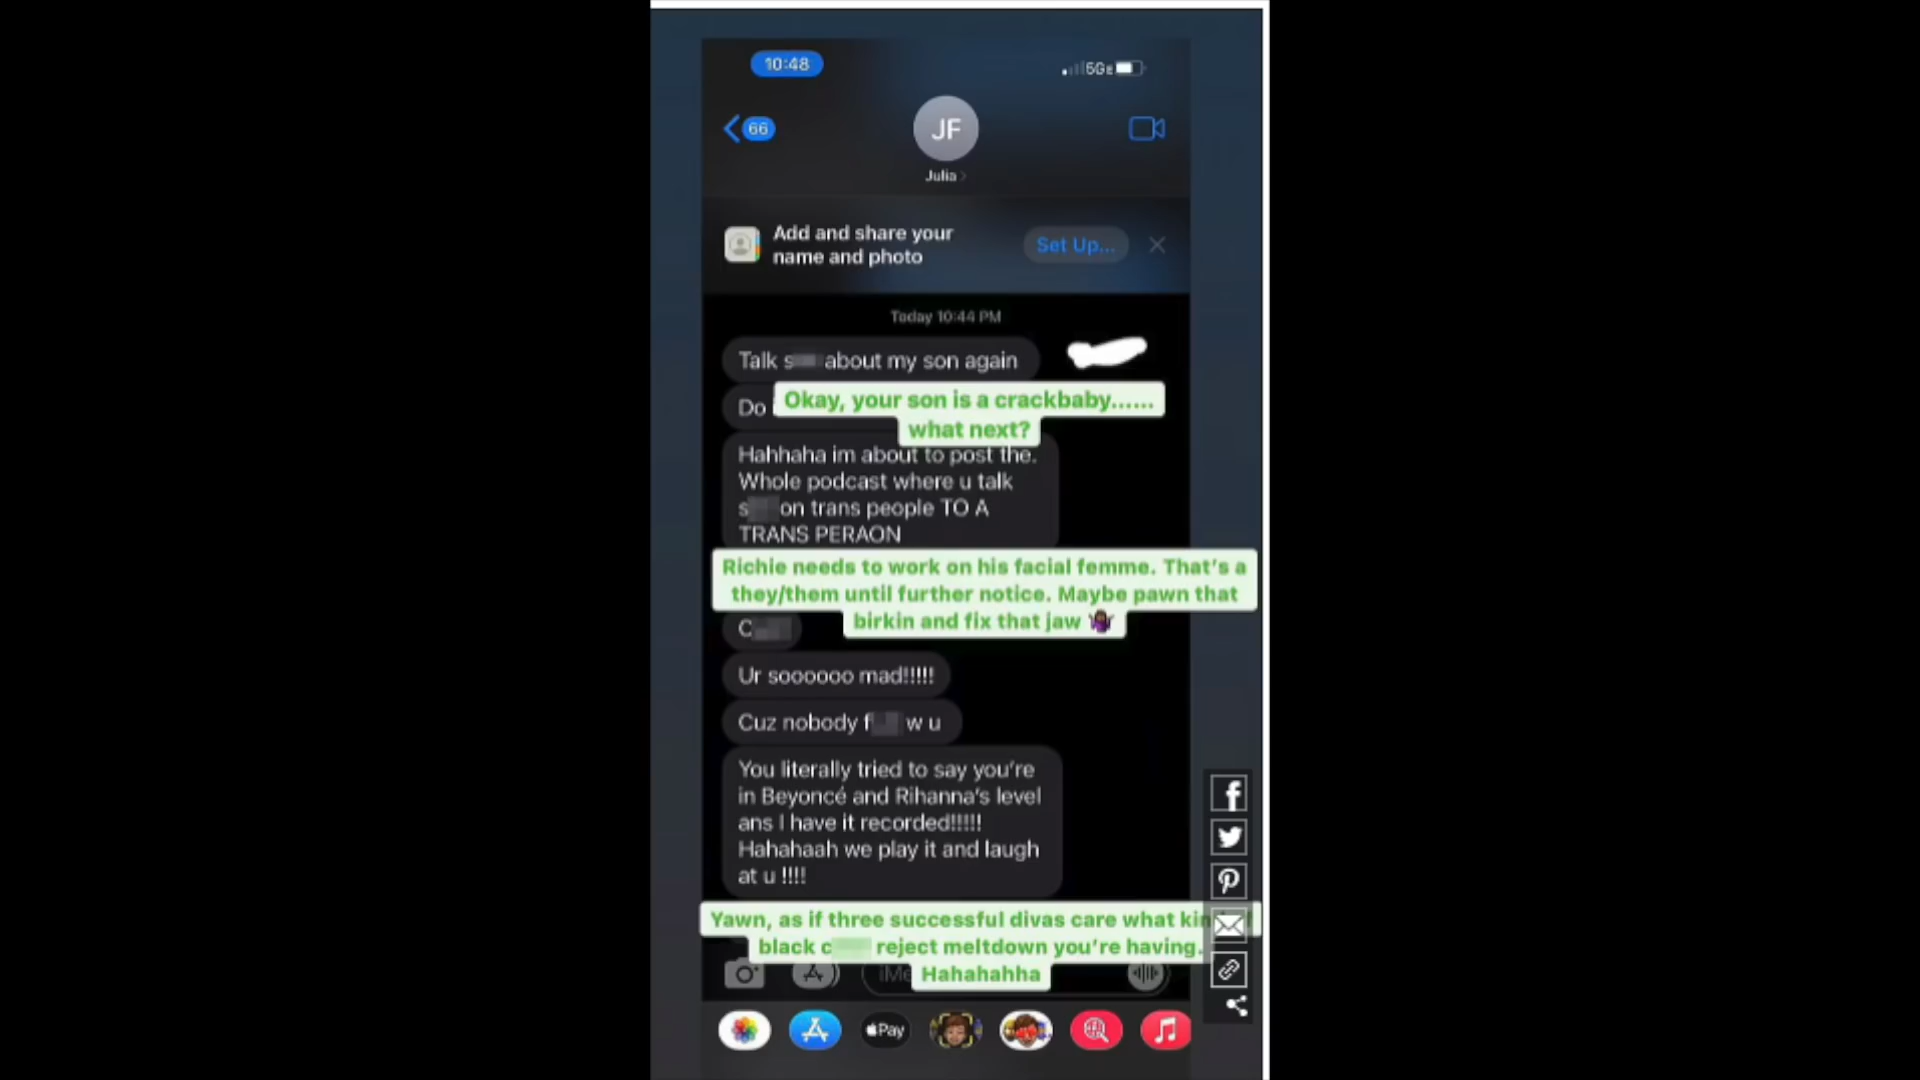 10:48
5GE
66
JF
Julia
Add and share your
name and photo
Set Up...
Today 10:44 PM
Talk s about my son again
Do
Okay, your son is a crackbaby......
what next?
Hahhaha im about to post the.
Whole podcast where u talk
s on trans people TO A
TRANS PERAON
Richie needs to work on his facial femme. That's a
they/them until further notice. Maybe pawn that
birkin and fix that jaw
C
Ur soooooo mad!!!!!
Cuz nobody f w u
You literally tried to say you're
in Beyoncé and Rihanna's level
ans I have it recorded!!!!!
Hahahaah we play it and laugh
at u !!!!
Yawn, as if three successful divas care what
black c reject meltdown you're having.
Hahahahha
iMe
Pay